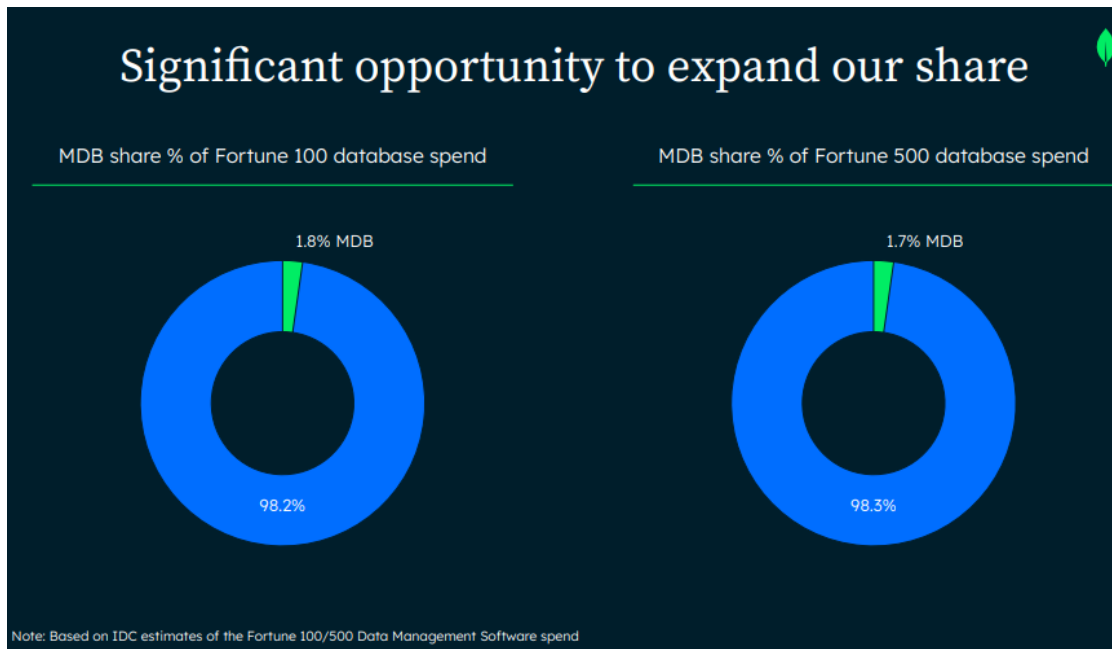 Significant opportunity to expand our share
MDB share % of Fortune 100 database spend
1.8% MDB
98.2%
MDB share % of Fortune 500 database spend
1.7% MDB
98.3%
Note: Based on IDC estimates of the Fortune 100/500 Data Management Software spend